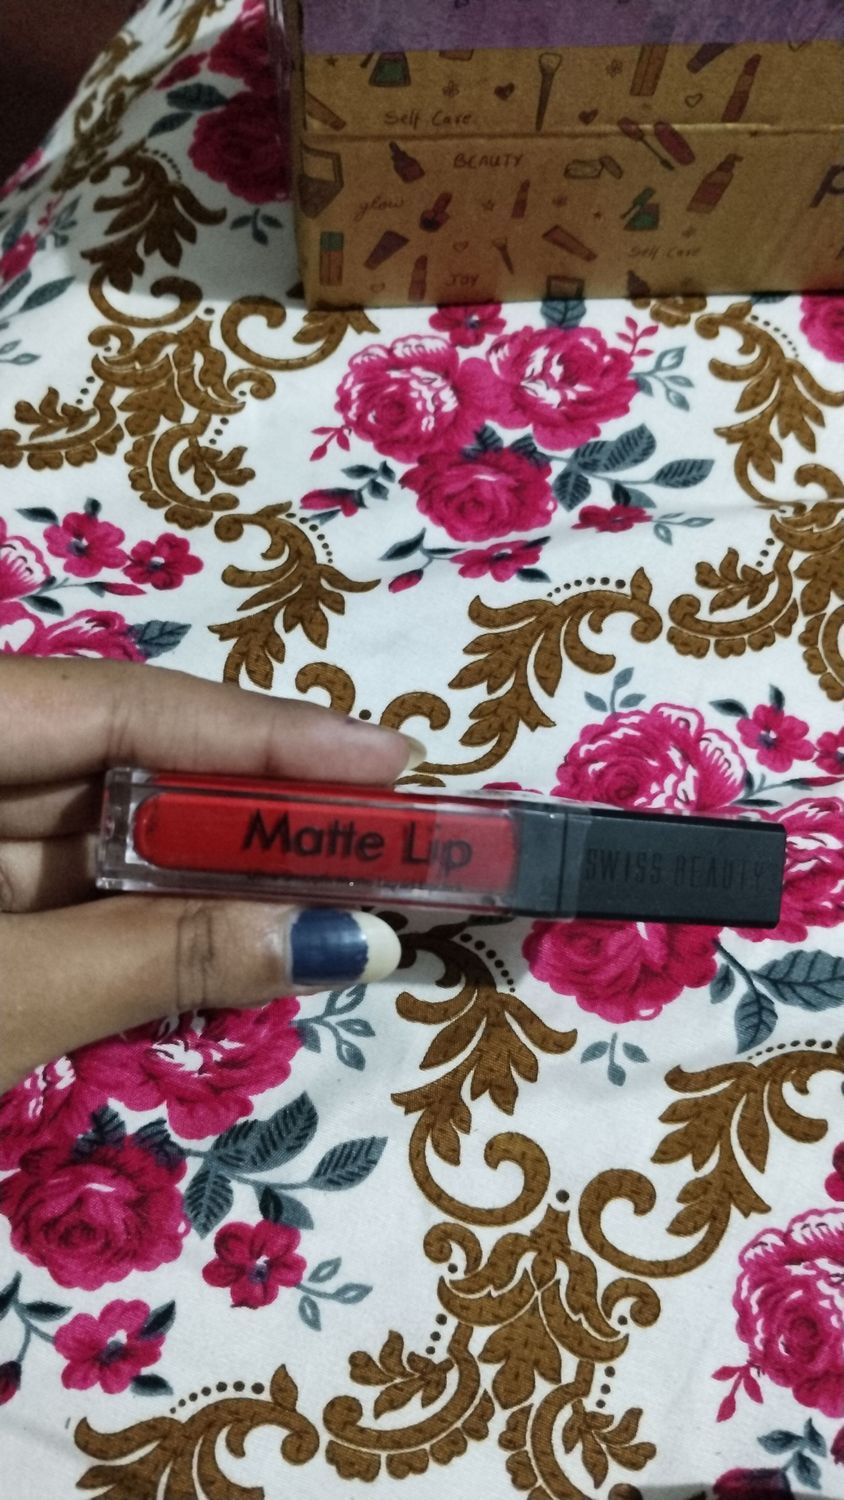 Self Care
BEAUTY
glow
Self Care
JOY
Matte Lip
SWISS BEAUTY